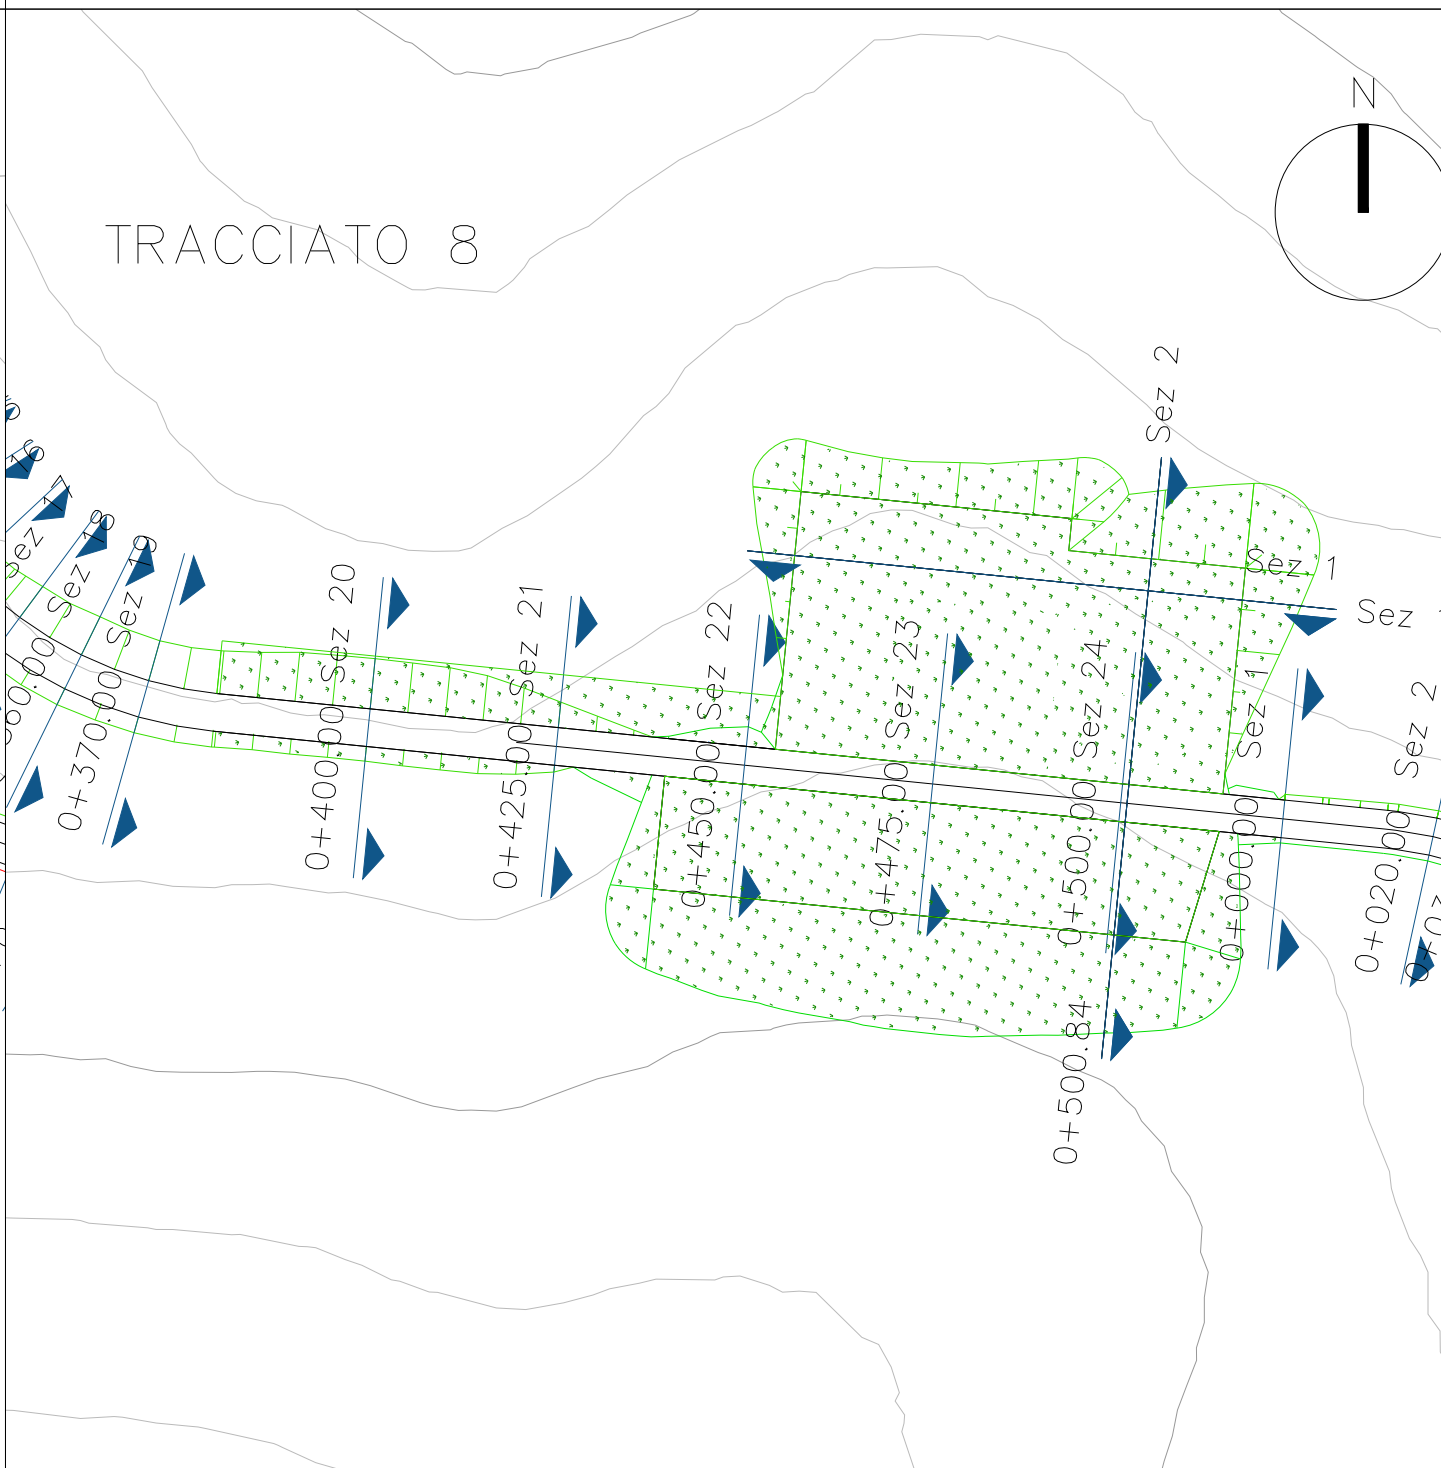 N
TRACCIATO 8
Sez 2
16
Sez 17
Sez 18
Sez 19
Sez 20
Sez 21
Sez 22
Sez 23
Sez 24
Sez 1
Sez
Sez 1
Sez 2
0+370.00
0+400.00
0+425.00
0+450.00
0+475.00
0+500.00
0+000.00
0+020.00
0+500.84